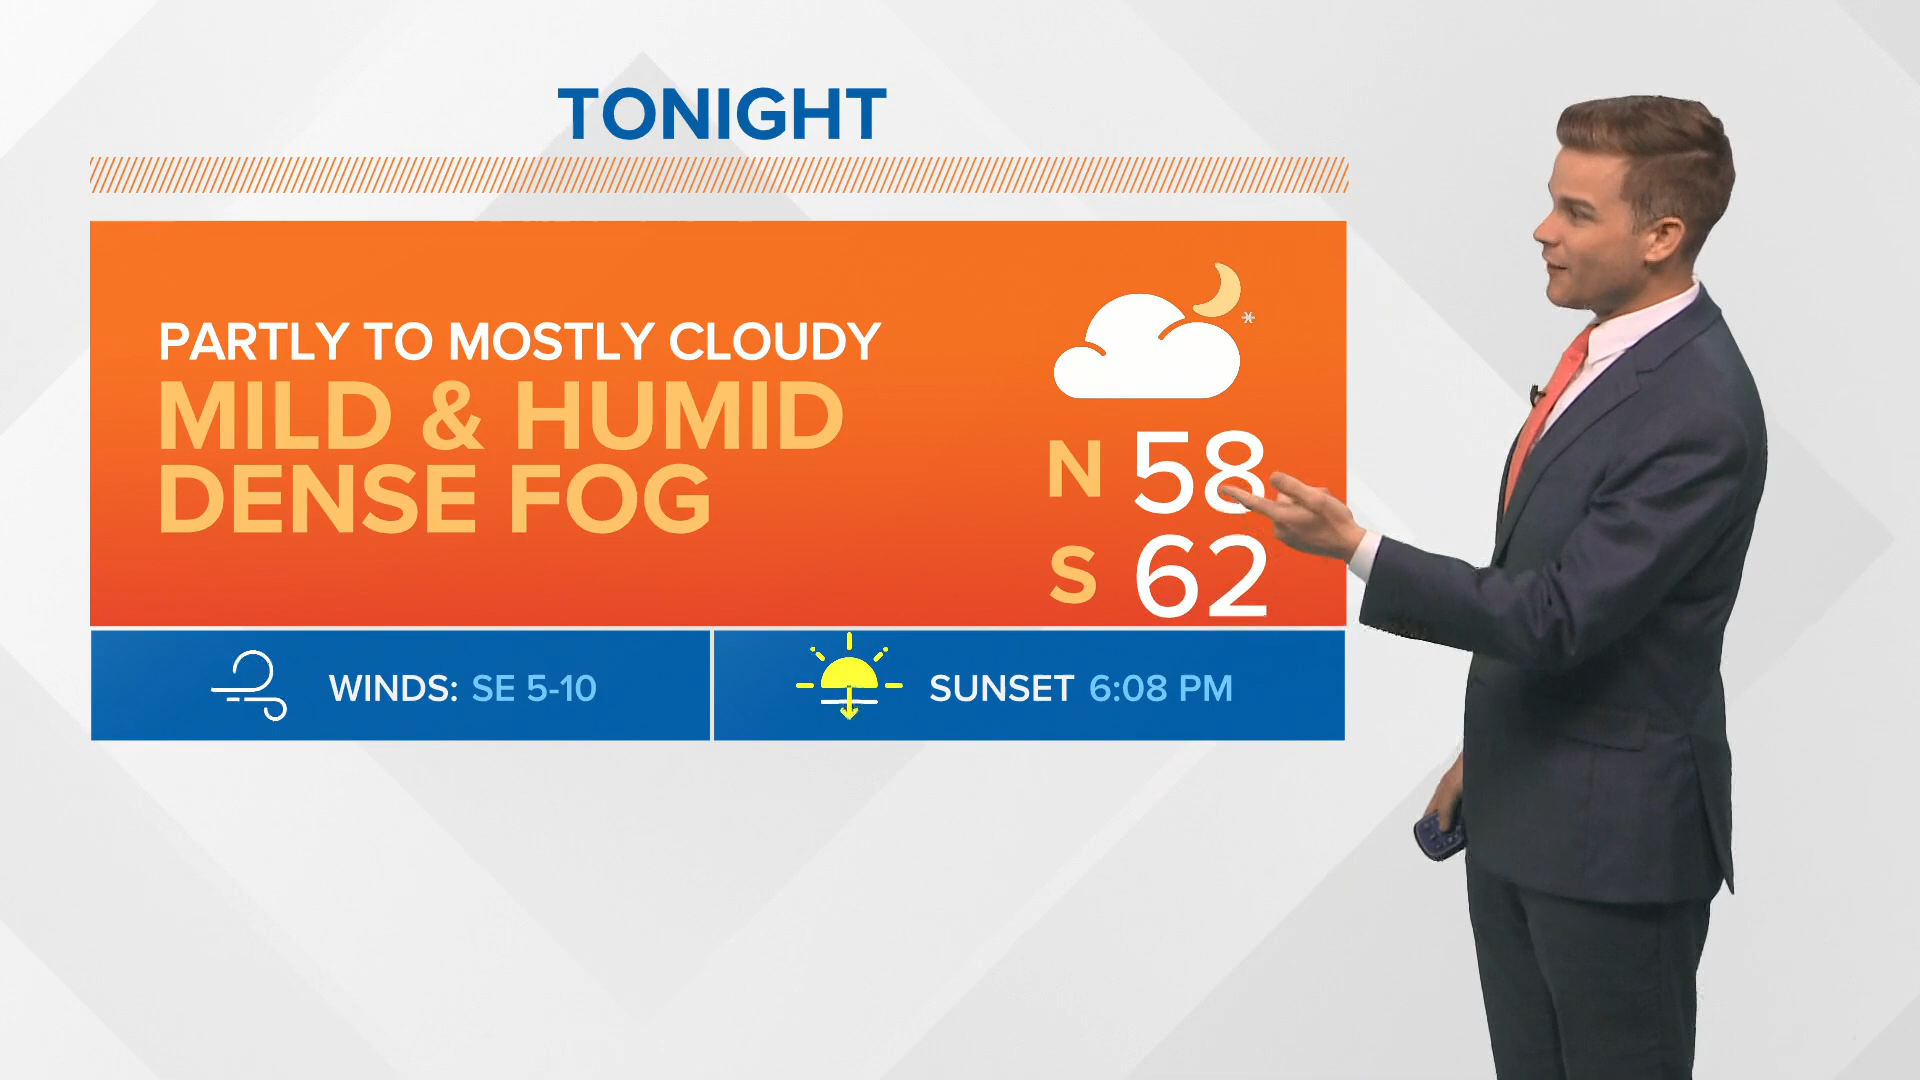 TONIGHT
PARTLY TO MOSTLY CLOUDY
MILD & HUMID
DENSE FOG
N 58
S 62
WINDS: SE 5-10
SUNSET 6:08 PM